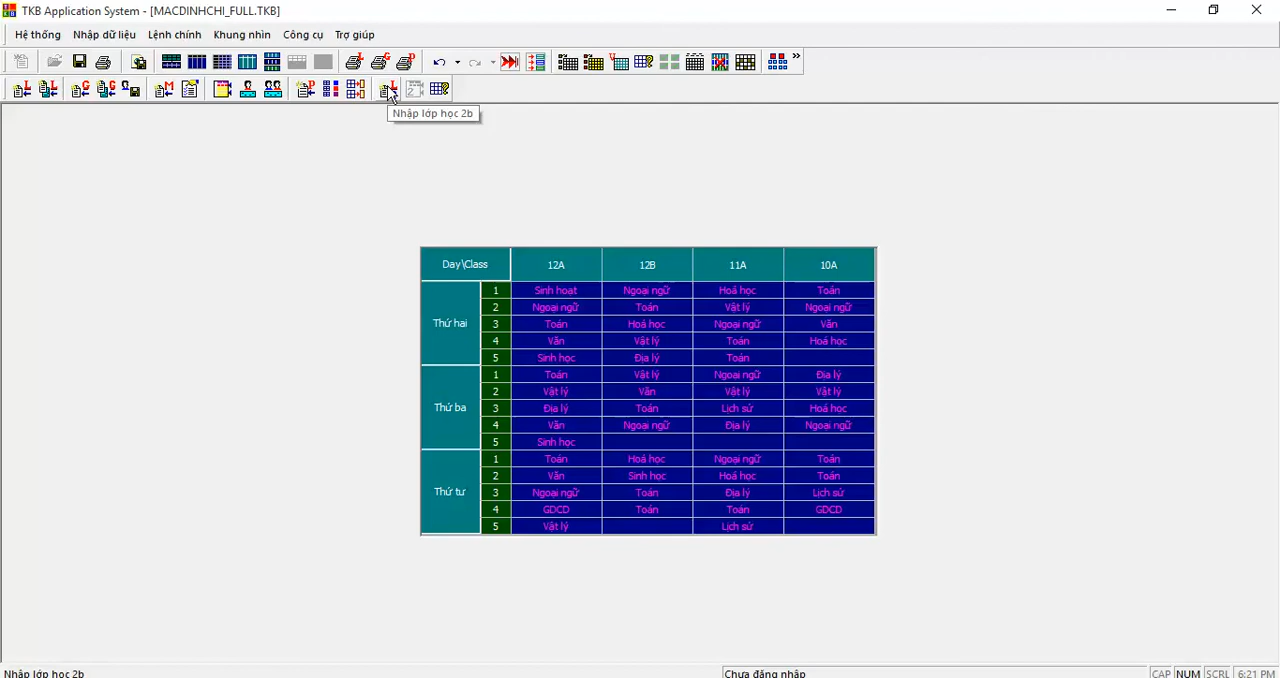 TKB Application System - [MACDINHCHI_FULL.TKB]
Hệ thống Nhập dữ liệu Lệnh chính Khung nhìn Công cụ Trợ giúp
Nhập lớp học 2b
Day\Class 12A 12B 11A 10A
Thứ hai
1 Sinh hoạt Ngoại ngữ Hoá học Toán
2 Ngoại ngữ Toán Vật lý Ngoại ngữ
3 Toán Hoá học Ngoại ngữ Văn
4 Văn Vật lý Toán Hoá học
5 Sinh học Địa lý Toán
Thứ ba
1 Toán Vật lý Ngoại ngữ Địa lý
2 Vật lý Văn Vật lý Vật lý
3 Địa lý Toán Lịch sử Hoá học
4 Văn Ngoại ngữ Địa lý Ngoại ngữ
5 Sinh học
Thứ tư
1 Toán Hoá học Ngoại ngữ Toán
2 Văn Sinh học Hoá học Toán
3 Ngoại ngữ Toán Địa lý Lịch sử
4 GDCD Toán Toán GDCD
5 Vật lý Lịch sử
Nhập lớp học 2b Chưa đăng nhập CAP NUM SCRL 6:21 PM